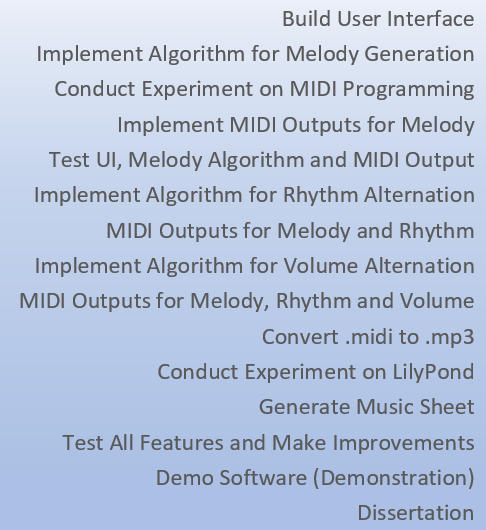 Build User Interface
Implement Algorithm for Melody Generation
Conduct Experiment on MIDI Programming
Implement MIDI Outputs for Melody
Test UI, Melody Algorithm and MIDI Output
Implement Algorithm for Rhythm Alternation
MIDI Outputs for Melody and Rhythm
Implement Algorithm for Volume Alternation
MIDI Outputs for Melody, Rhythm and Volume
Convert .midi to .mp3
Conduct Experiment on LilyPond
Generate Music Sheet
Test All Features and Make Improvements
Demo Software (Demonstration)
Dissertation